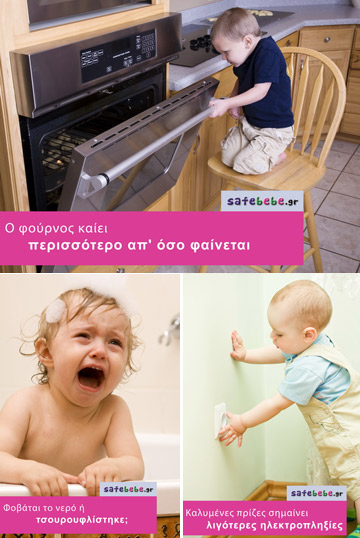 safebebe.gr
Ο φούρνος καίει
περισσότερο απ' όσο φαίνεται
safebebe.gr
Φοβάται το νερό ή
τσουρουφλίστηκε;
safebebe.gr
Καλυμένες πρίζες σημαίνει
λιγότερες ηλεκτροπληξίες